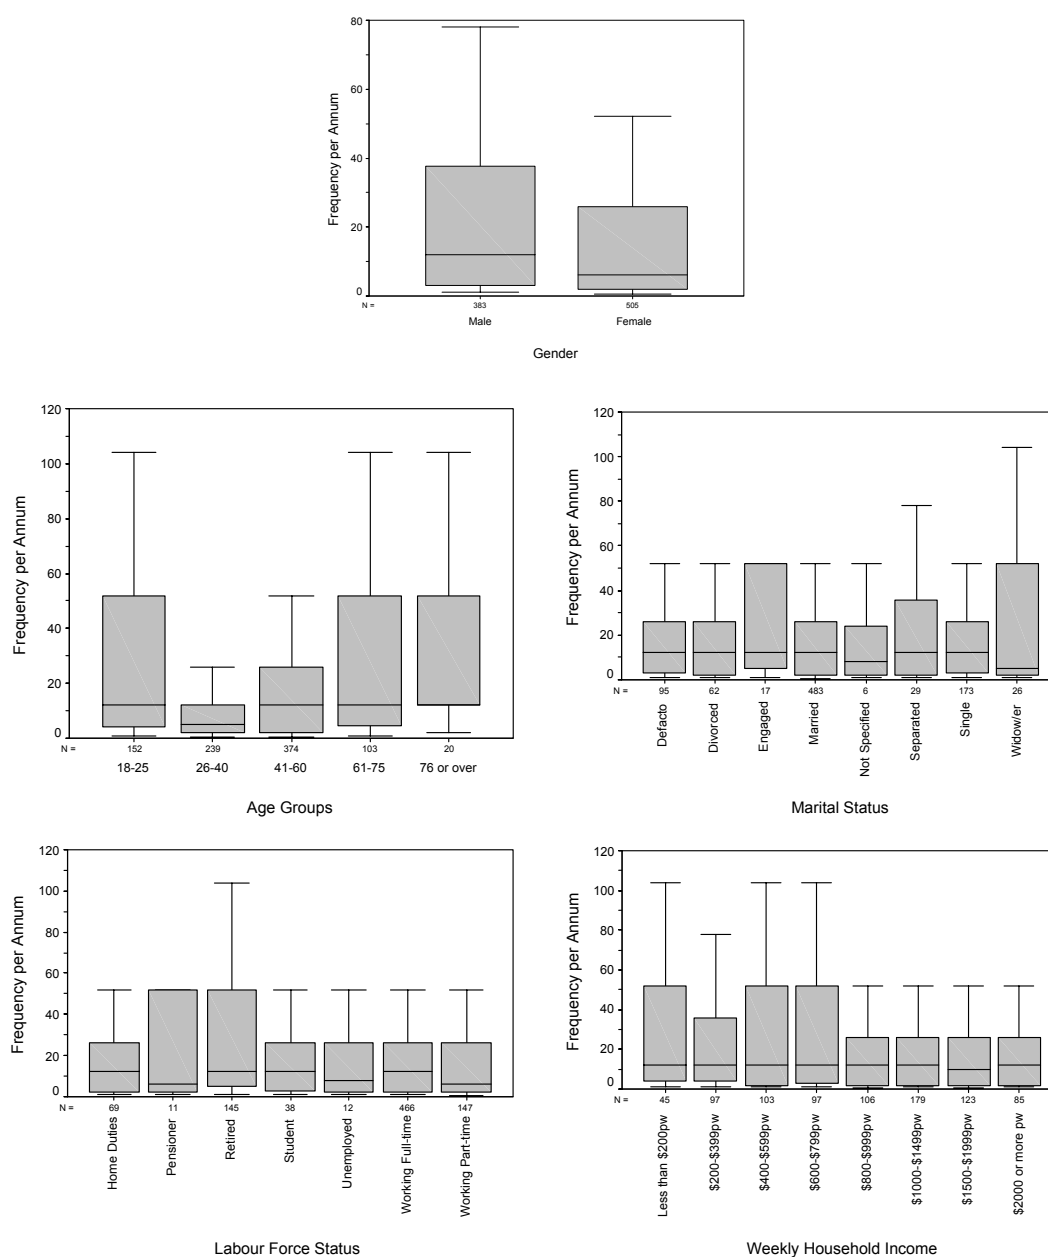 80
60
40
20
0
Frequency per Annum
N = 383 505
Male Female
Gender
120
100
80
60
40
20
0
Frequency per Annum
N = 152 239 374 103 20
18-25 26-40 41-60 61-75 76 or over
Age Groups
120
100
80
60
40
20
0
Frequency per Annum
N = 95 62 17 483 6 29 173 26
Defacto
Divorced
Engaged
Married
Not Specified
Separated
Single
Widow/er
Marital Status
120
100
80
60
40
20
0
Frequency per Annum
N = 69 11 145 38 12 466 147
Home Duties
Pensioner
Retired
Student
Unemployed
Working Full-time
Working Part-time
Labour Force Status
120
100
80
60
40
20
0
Frequency per Annum
N = 45 97 103 97 106 179 123 85
Less than $200pw
$200-$399pw
$400-$599pw
$600-$799pw
$800-$999pw
$1000-$1499pw
$1500-$1999pw
$2000 or more pw
Weekly Household Income